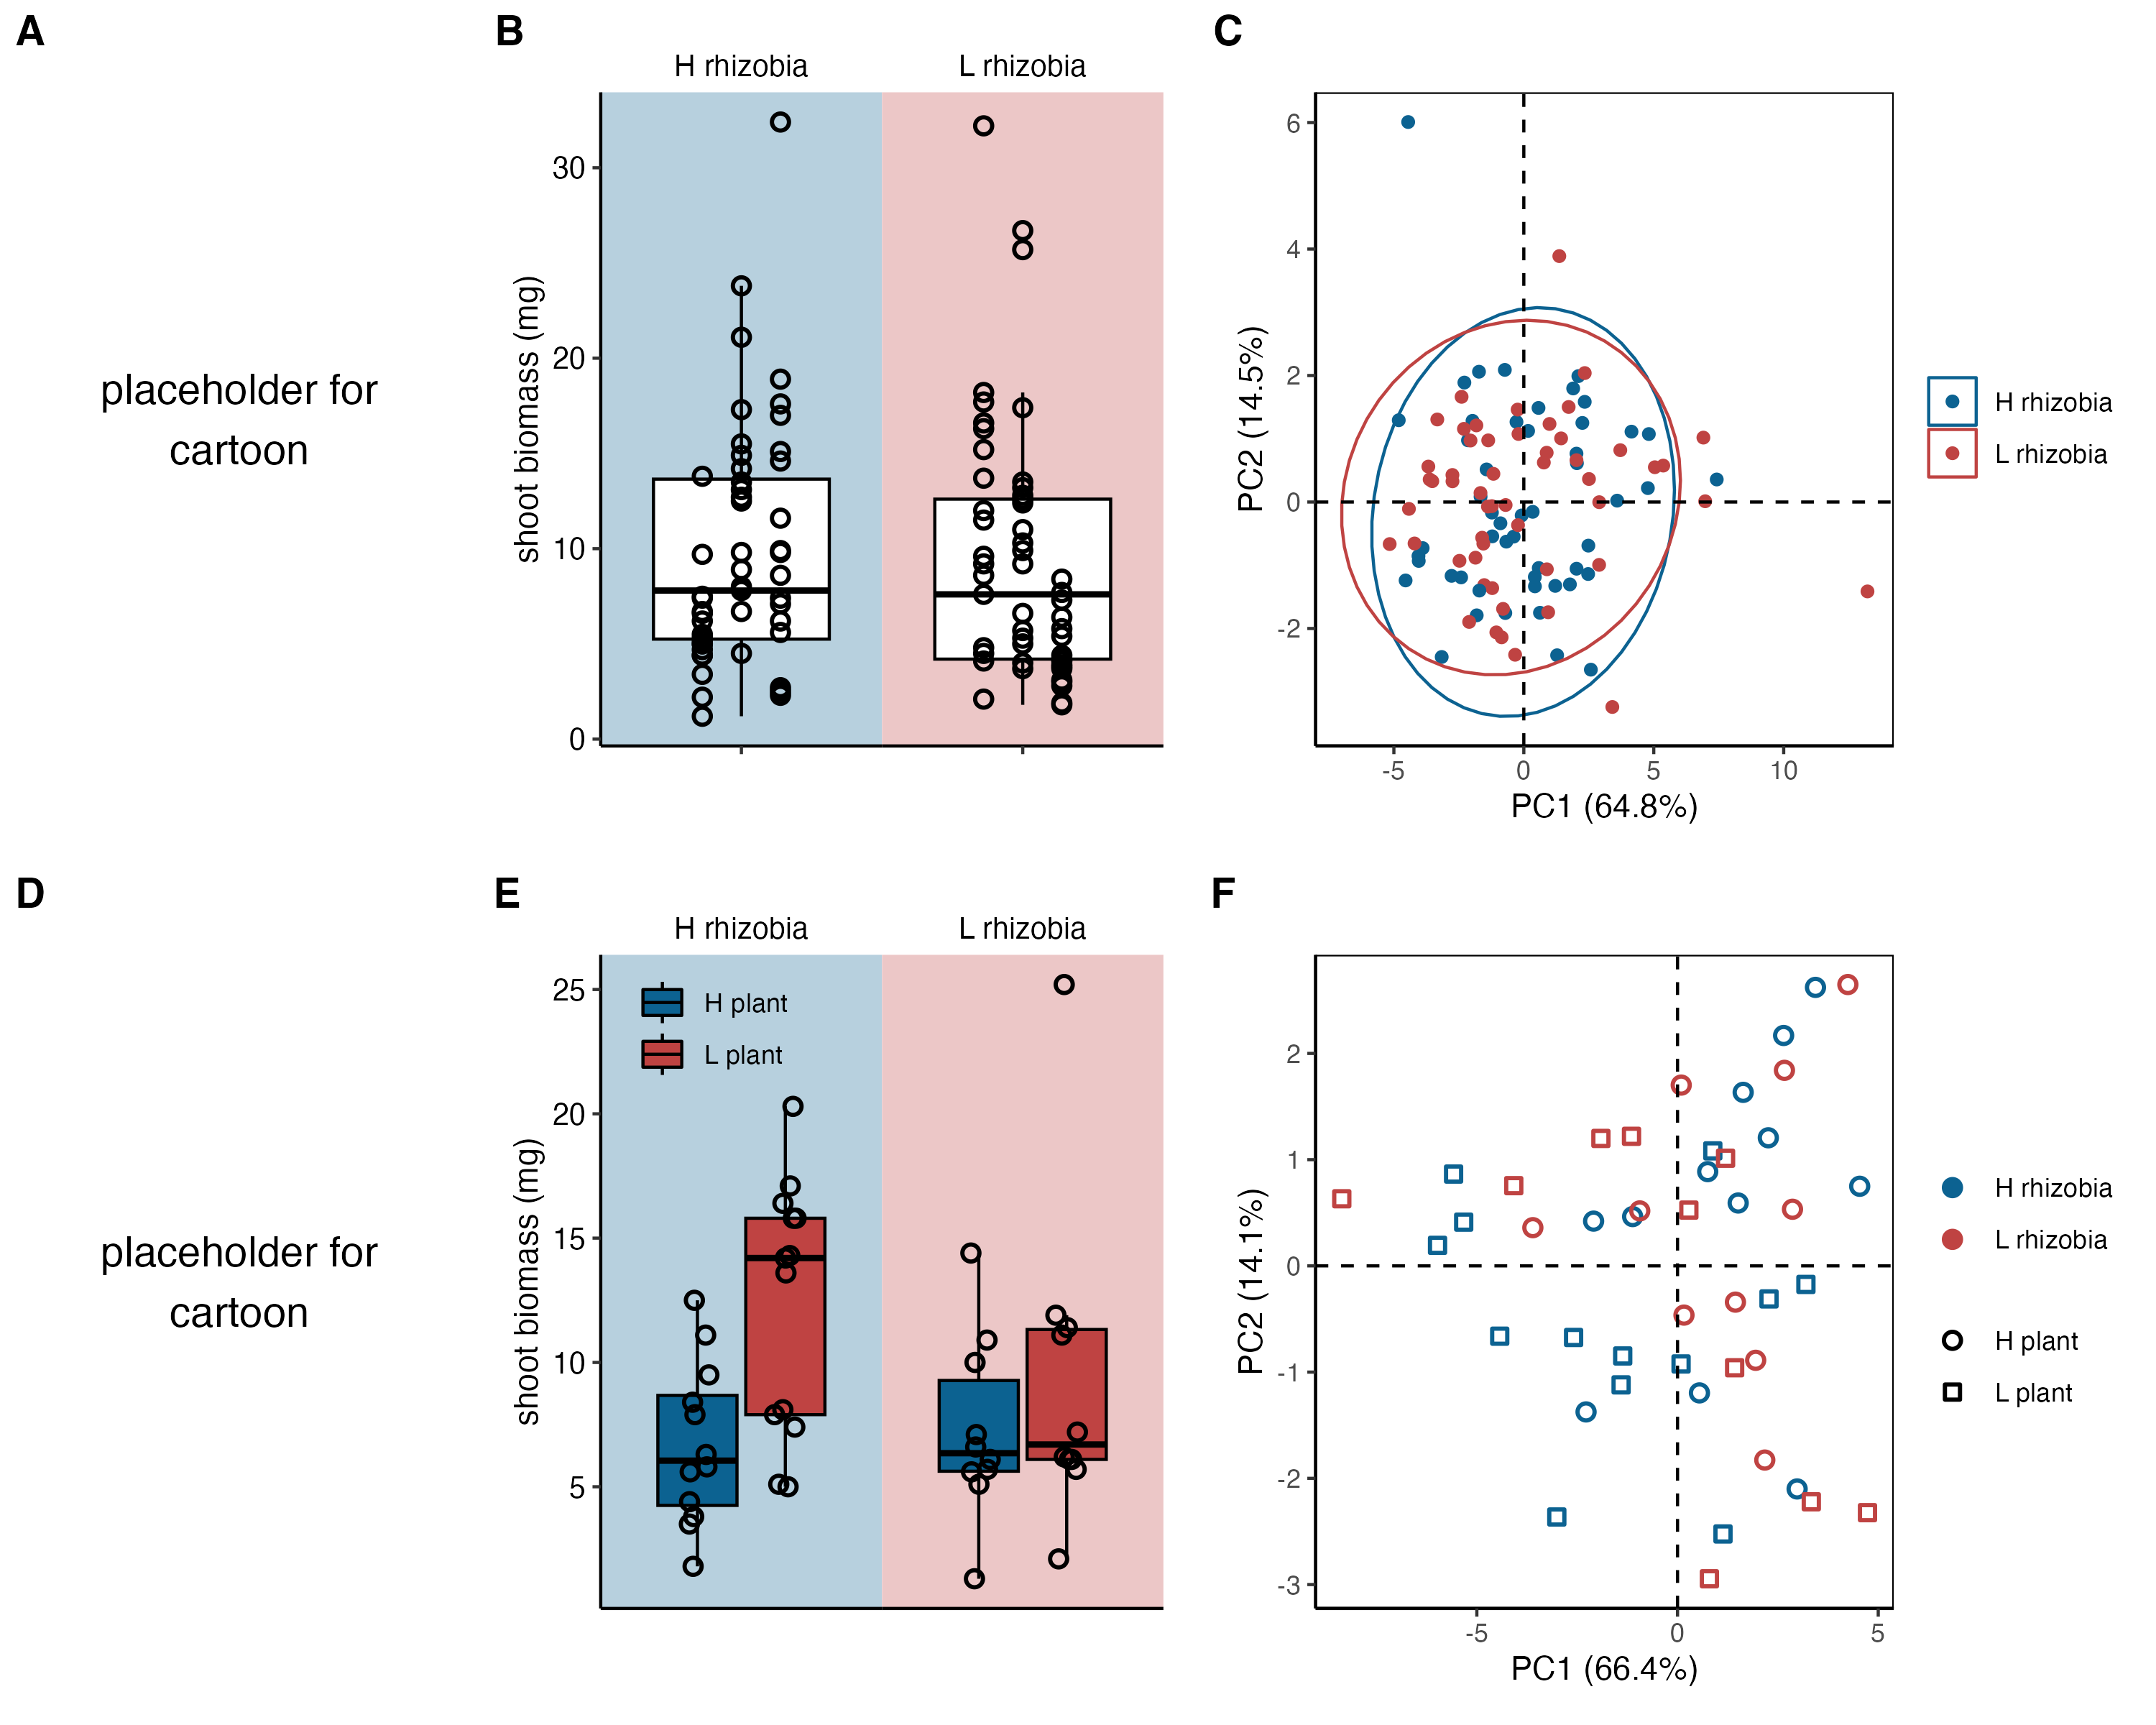 A
placeholder for
cartoon
B
H rhizobia
L rhizobia
shoot biomass (mg)
30
20
10
0
C
PC2 (14.5%)
6
4
2
0
-2
-5
0
5
10
PC1 (64.8%)
H rhizobia
L rhizobia
D
placeholder for
cartoon
E
H rhizobia
L rhizobia
shoot biomass (mg)
25
20
15
10
5
H plant
L plant
F
PC2 (14.1%)
2
1
0
-1
-2
-3
-5
0
5
PC1 (66.4%)
H rhizobia
L rhizobia
H plant
L plant